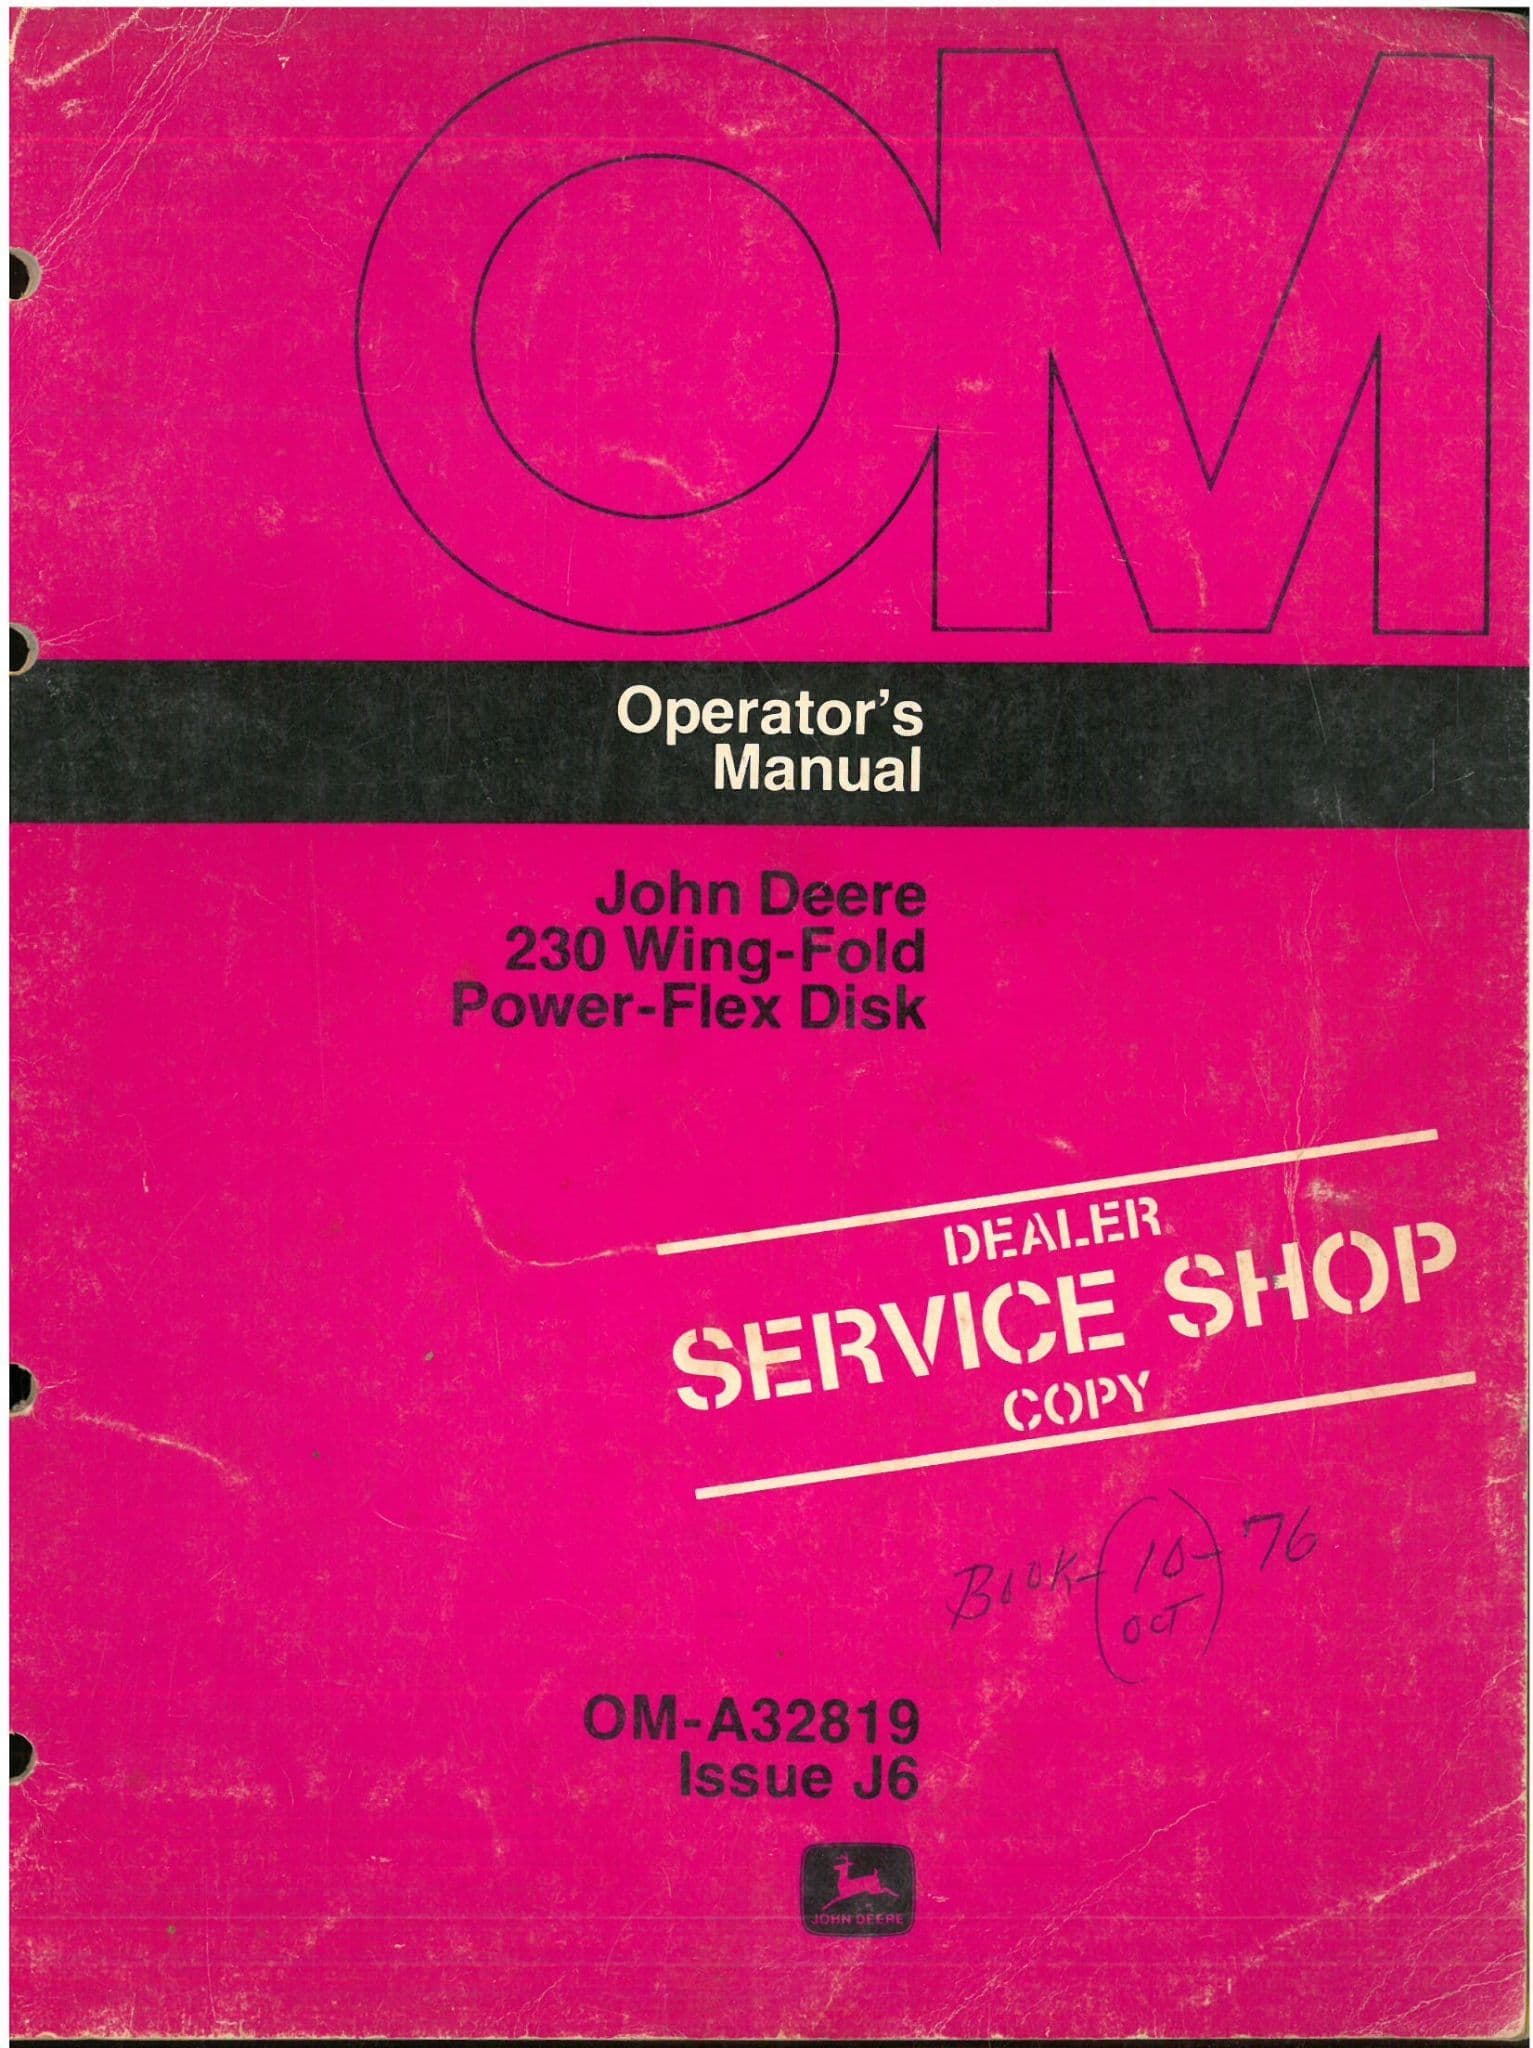 OM
Operator's
Manual
John Deere
230 Wing-Fold
Power-Flex Disk
DEALER
SERVICE SHOP
COPY
BOOK-(10-76
OCT)
OM-A32819
Issue J6
JOHN DEERE